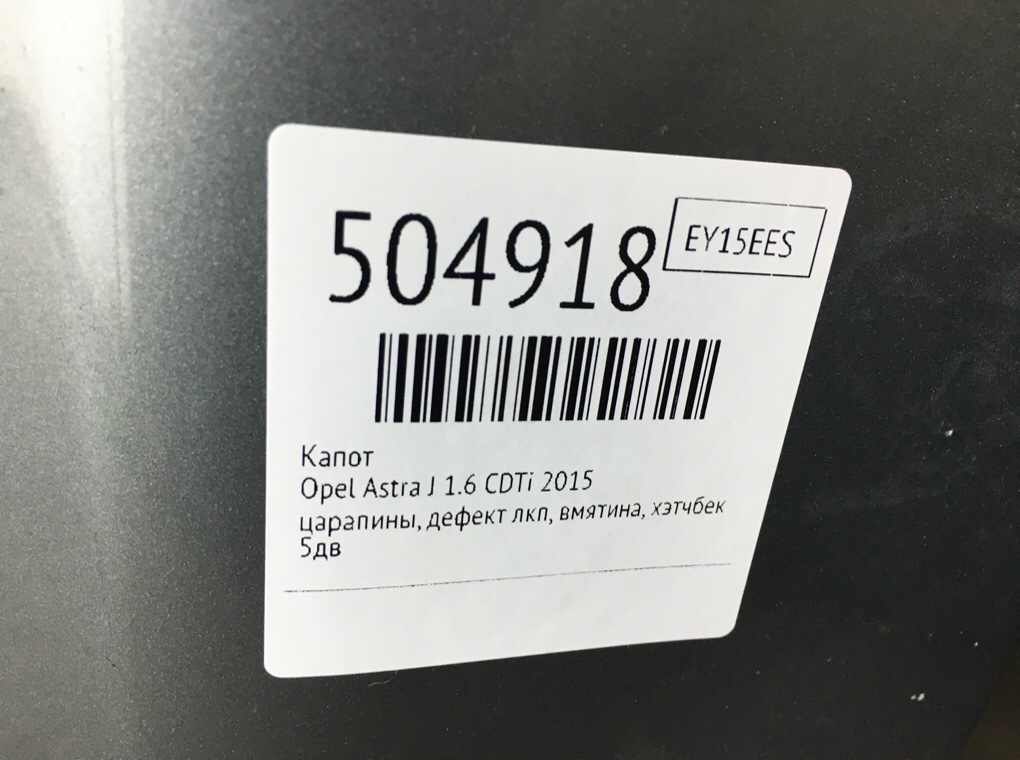 504918
EY15EES
Капот
Opel Astra J 1.6 CDTi 2015
царапины, дефект лкп, вмятина, хэтчбек
5дв